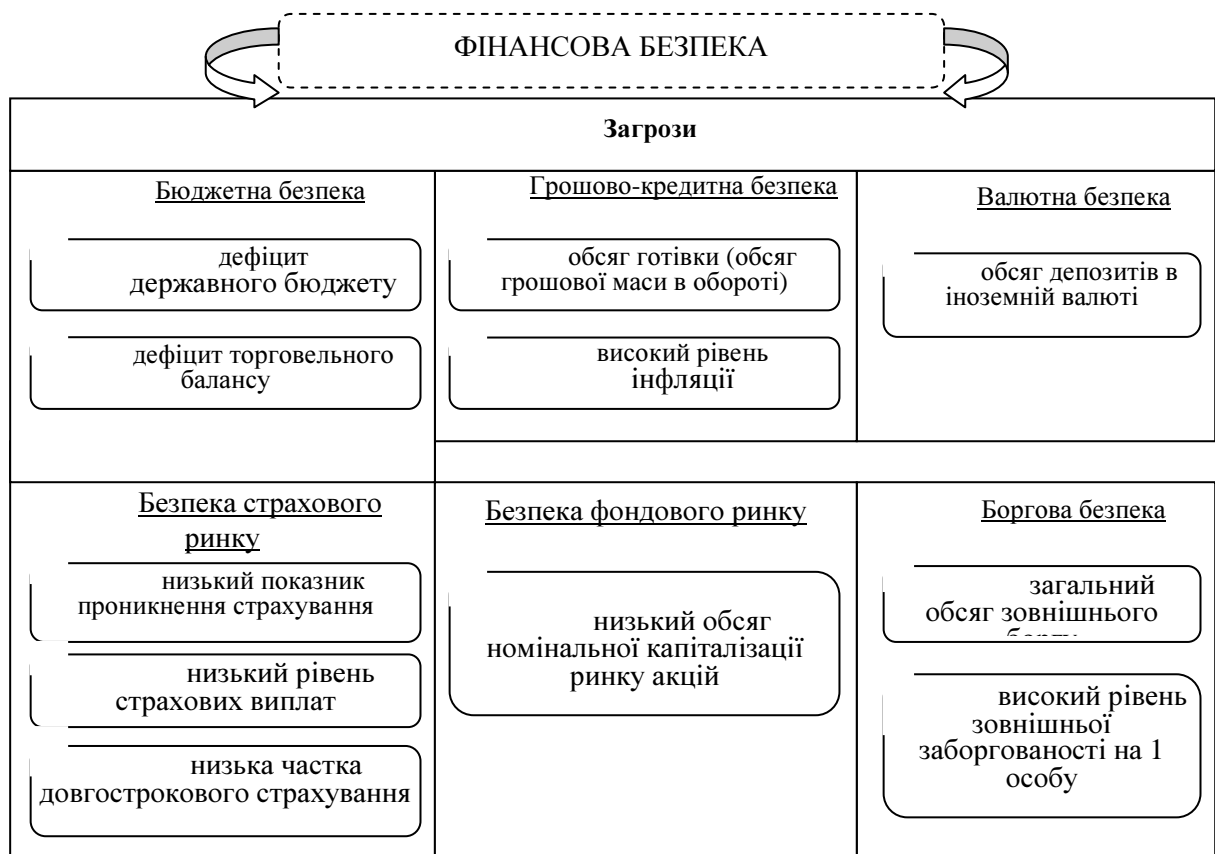 ФІНАНСОВА БЕЗПЕКА
Загрози
Бюджетна безпека
дефіцит
державного бюджету
дефіцит торговельного
балансу
Грошово-кредитна безпека
обсяг готівки (обсяг
грошової маси в обороті)
високий рівень
інфляції
Валютна безпека
обсяг депозитів в
іноземній валюті
Безпека страхового
ринку
низький показник
проникнення страхування
низький рівень
страхових виплат
низька частка
довгострокового страхування
Безпека фондового ринку
низький обсяг
номінальної капіталізації
ринку акцій
Боргова безпека
загальний
обсяг зовнішнього
високий рівень
зовнішньої
заборгованості на 1
особу